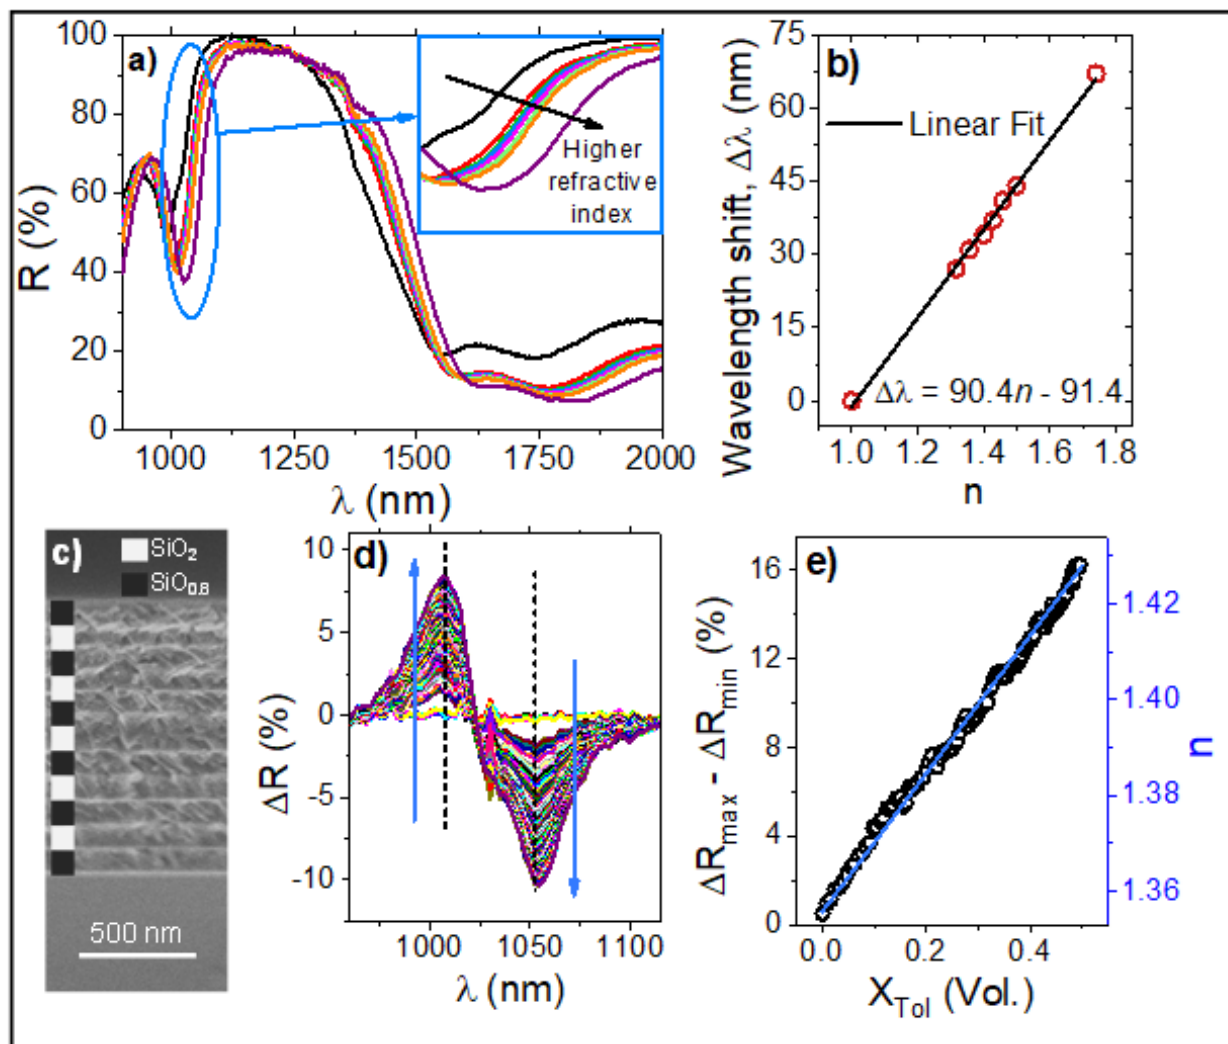 a)
R (%)
100
80
60
40
20
0
1000
1250
1500
1750
2000
λ (nm)
Higher
refractive
index
b)
Wavelength shift, Δλ (nm)
75
60
45
30
15
0
Linear Fit
Δλ = 90.4n - 91.4
1.0
1.2
1.4
1.6
1.8
n
c)
SiO2
SiO0.8
500 nm
d)
ΔR (%)
10
5
0
-5
-10
1000
1050
1100
λ (nm)
e)
ΔRmax - ΔRmin (%)
16
12
8
4
0
0.0
0.2
0.4
XTol (Vol.)
1.42
1.40
1.38
1.36
n